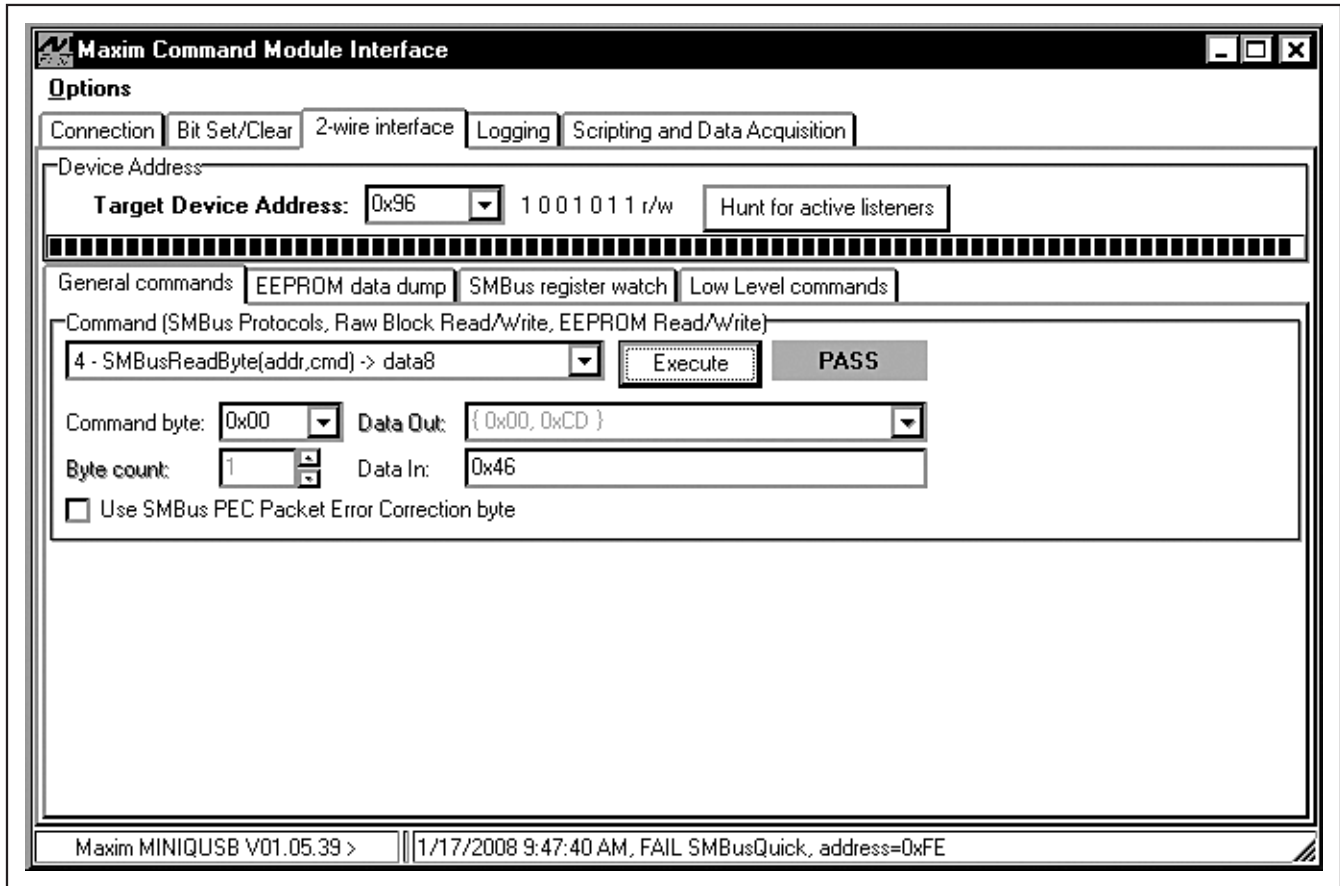 Maxim Command Module Interface
Options
Connection Bit Set/Clear 2-wire interface Logging Scripting and Data Acquisition
Device Address
Target Device Address: 0x96 1 0 0 1 0 1 1 r/w Hunt for active listeners
General commands EEPROM data dump SMBus register watch Low Level commands
Command (SMBus Protocols, Raw Block Read/Write, EEPROM Read/Write)
4 - SMBusReadByte(addr,cmd) -> data8 Execute PASS
Command byte: 0x00 Data Out: { 0x00, 0xCD }
Byte count: 1 Data In: 0x46
Use SMBus PEC Packet Error Correction byte
Maxim MINIQUSB V01.05.39 > 1/17/2008 9:47:40 AM, FAIL SMBusQuick, address=0xFE